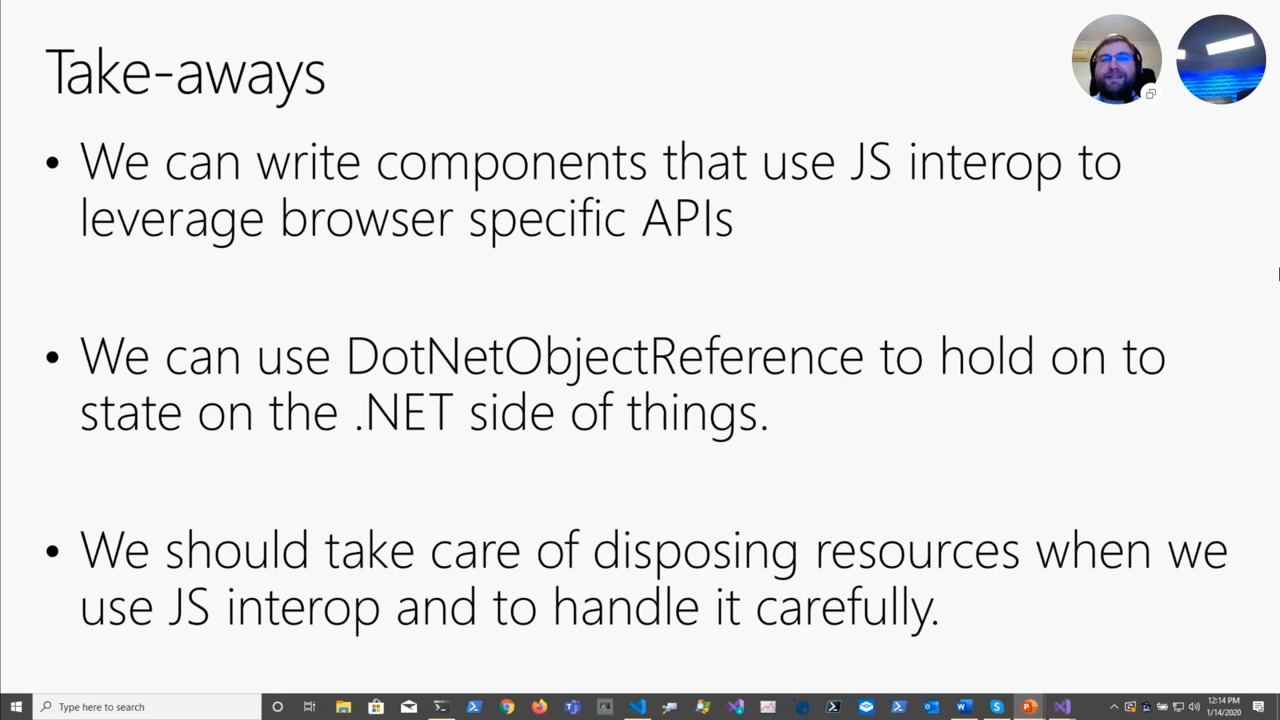 Take-aways
• We can write components that use JS interop to
leverage browser specific APIs
• We can use DotNetObjectReference to hold on to
state on the .NET side of things.
• We should take care of disposing resources when we
use JS interop and to handle it carefully.
Type here to search
12:14 PM
1/14/2020